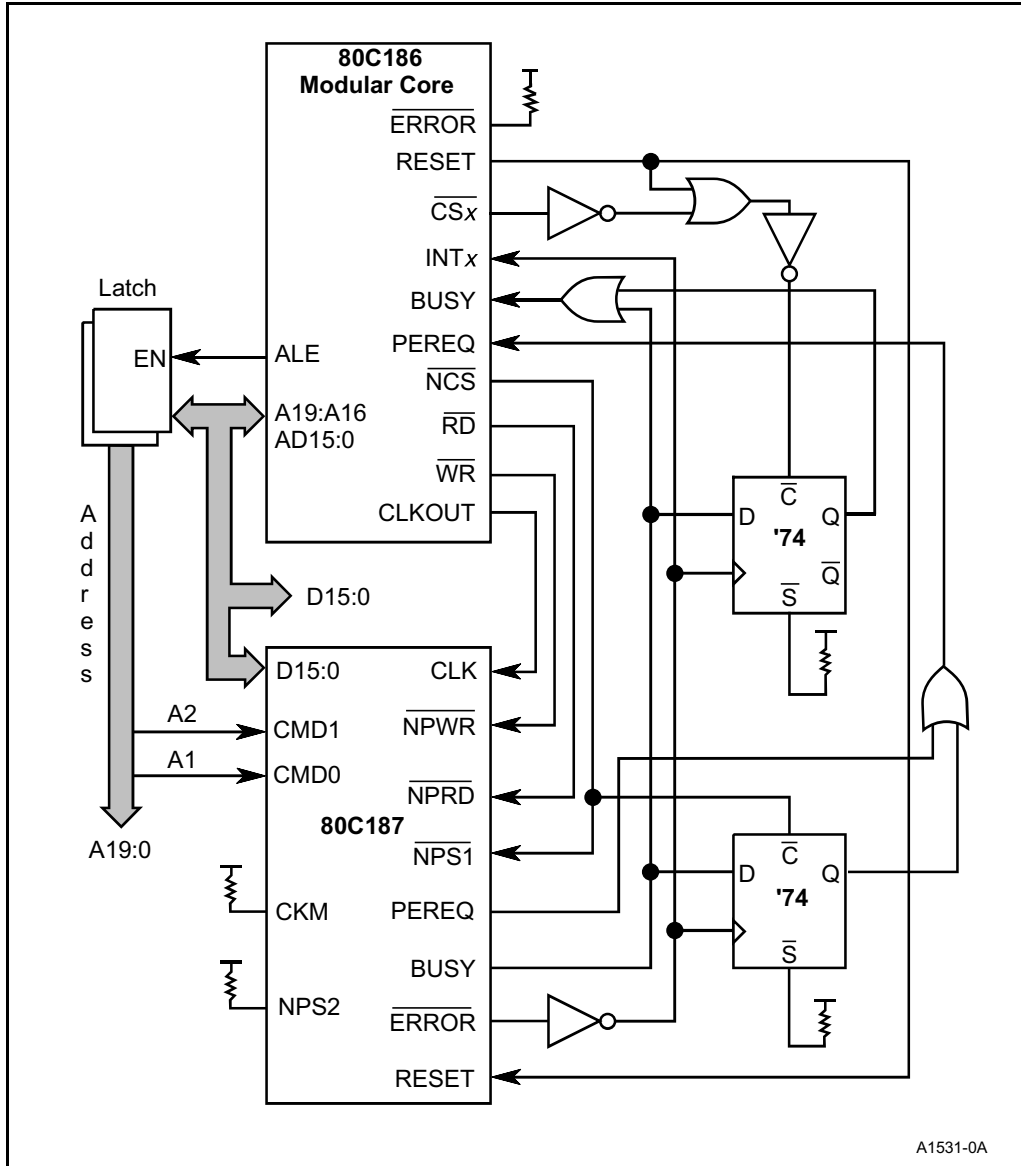 80C186
Modular Core
ERROR
RESET
CSx
INTx
BUSY
PEREQ
NCS
RD
WR
CLKOUT
ALE
A19:A16
AD15:0
Latch
EN
Address
D15:0
A19:0
A2
A1
D15:0
CMD1
CMD0
80C187
CKM
NPS2
CLK
NPWR
NPRD
NPS1
PEREQ
BUSY
ERROR
RESET
C
D
Q
'74
Q
S
C
D
Q
'74
S
A1531-0A